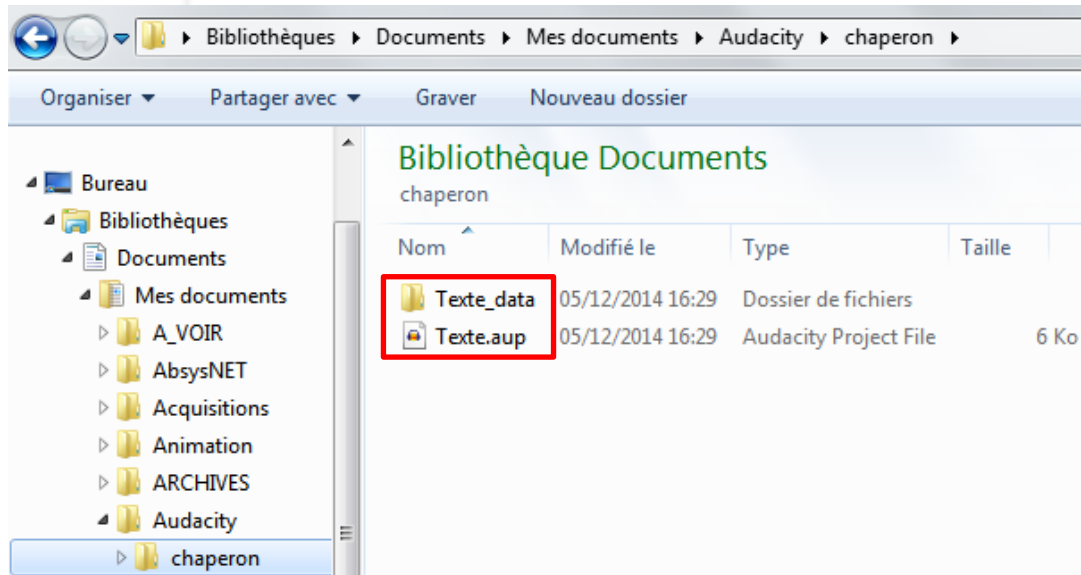 Bibliothèques Documents Mes documents Audacity chaperon
Organiser Partager avec Graver Nouveau dossier
Bureau
Bibliothèques
Documents
Mes documents
A_VOIR
AbsysNET
Acquisitions
Animation
ARCHIVES
Audacity
chaperon
Bibliothèque Documents
chaperon
Nom Modifié le Type Taille
Texte_data 05/12/2014 16:29 Dossier de fichiers
Texte.aup 05/12/2014 16:29 Audacity Project File 6 Ko